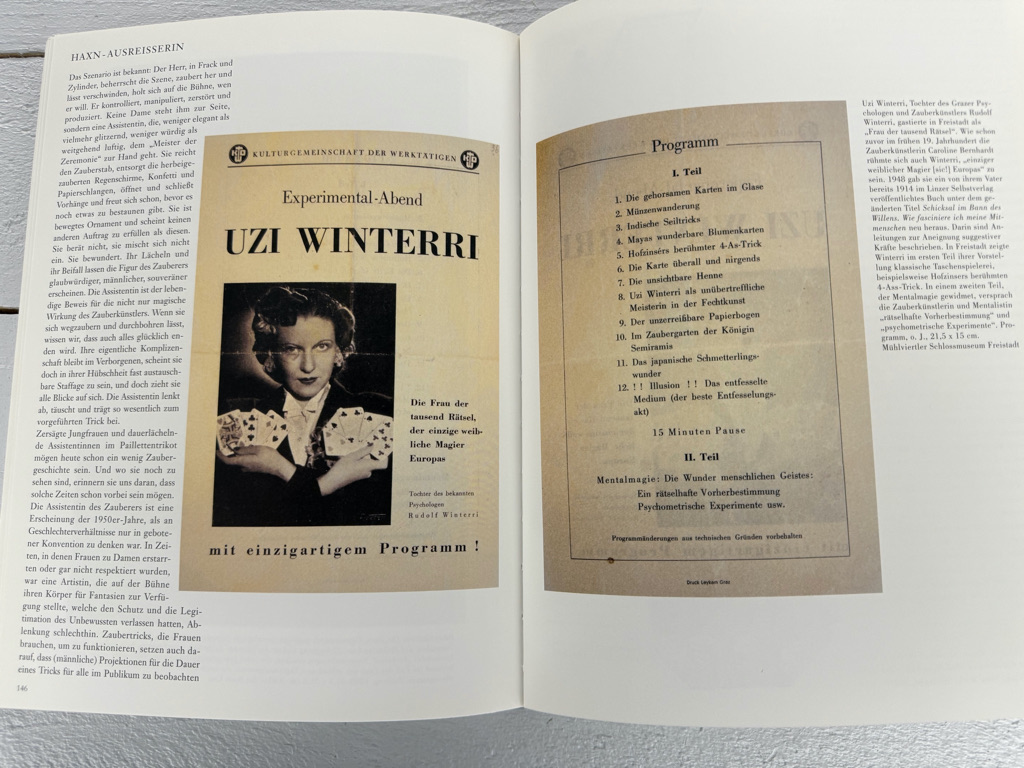 HAXN-AUSREISSERIN
Das Szenario ist bekannt: Der Herr, in Frack und
Zylinder, beherrscht die Szene, zaubert her und
lässt verschwinden, holt sich auf die Bühne, wen
er will. Er kontrolliert, manipuliert, zerstört und
produziert. Keine Dame steht ihm zur Seite,
sondern eine Assistentin, die, weniger elegant als
vielmehr glitzernd, weniger würdig als
weitgehend luftig, dem „Meister der
Zeremonie“ zur Hand geht. Sie reicht
den Zauberstab, entsorgt die herbeige-
zauberten Regenschirme, Konfetti und
Papierschlangen, öffnet und schließt
Vorhänge und freut sich schon, bevor es
noch etwas zu bestaunen gibt. Sie ist
bewegtes Ornament und scheint keinen
anderen Auftrag zu erfüllen als diesen.
Sie berät nicht, sie mischt sich nicht
ein. Sie bewundert. Ihr Lächeln und
ihr Beifall lassen die Figur des Zauberers
glaubwürdiger, männlicher, souveräner
erscheinen. Die Assistentin ist der leben-
dige Beweis für die nicht nur magische
Wirkung des Zauberkünstlers. Wenn sie
sich wegzaubern und durchbohren lässt,
wissen wir, dass auch alles glücklich en-
den wird. Ihre eigentliche Komplizen-
schaft bleibt im Verborgenen, scheint sie
doch in ihrer Hübschheit fast austausch-
bare Staffage zu sein, und doch zieht sie
alle Blicke auf sich. Die Assistentin lenkt
ab, täuscht und trägt so wesentlich zum
vorgeführten Trick bei.
Zersägte Jungfrauen und dauerlächeln-
de Assistentinnen im Paillettentrikot
mögen heute schon ein wenig Zauber-
geschichte sein. Und wo sie noch zu
sehen sind, erinnern sie uns daran, dass
solche Zeiten schon vorbei sein mögen.
Die Assistentin des Zauberers ist eine
Erscheinung der 1950er-Jahre, als an
Geschlechterverhältnisse nur in gebote-
ner Konvention zu denken war. In Zei-
ten, in denen Frauen zu Damen erstarr-
ten oder gar nicht respektiert wurden,
war eine Artistin, die auf der Bühne
ihren Körper für Fantasien zur Verfü-
gung stellte, welche den Schutz und die Legi-
timation des Unbewussten verlassen hatten, Ab-
lenkung schlechthin. Zaubertricks, die Frauen
brauchen, um zu funktionieren, setzen auch da-
rauf, dass (männliche) Projektionen für die Dauer
eines Tricks für alle im Publikum zu beobachten
146
KULTURGEMEINSCHAFT DER WERKTÄTIGEN
Experimental-Abend
UZI WINTERRI
Die Frau der
tausend Rätsel,
der einzige weib-
liche Magier
Europas
Tochter des bekannten
Psychologen
Rudolf Winterri
mit einzigartigem Programm !
Programm
I. Teil
1. Die gehorsamen Karten im Glase
2. Münzenwanderung
3. Indische Seiltricks
4. Mayas wunderbare Blumenkarten
5. Hofzinsers berühmter 4-As-Trick
6. Die Karte überall und nirgends
7. Die unsichtbare Henne
8. Uzi Winterri als unübertreffliche
Meisterin in der Fechtkunst
9. Der unzerreißbare Papierbogen
10. Im Zaubergarten der Königin
Semiramis
11. Das japanische Schmetterlings-
wunder
12. ! ! Illusion ! ! Das entfesselte
Medium (der beste Entfesselungs-
akt)
15 Minuten Pause
II. Teil
Mentalmagie: Die Wunder menschlichen Geistes:
Ein rätselhafte Vorherbestimmung
Psychometrische Experimente usw.
Programmänderungen aus technischen Gründen vorbehalten
Druck Leykam Graz
Uzi Winterri, Tochter des Grazer Psy-
chologen und Zauberkünstlers Rudolf
Winterri, gastierte in Freistadt als
„Frau der tausend Rätsel“. Wie schon
zuvor im frühen 19. Jahrhundert die
Zauberkünstlerin Caroline Bernhardt
rühmte sich auch Winterri, „einziger
weiblicher Magier [sic!] Europas“ zu
sein. 1948 gab sie ein von ihrem Vater
bereits 1914 im Linzer Selbstverlag
veröffentlichtes Buch unter dem ge-
änderten Titel Schicksal im Bann des
Willens. Wie fasziniere ich meine Mit-
menschen neu heraus. Darin sind An-
leitungen zur Aneignung suggestiver
Kräfte beschrieben. In Freistadt zeigte
Winterri im ersten Teil ihrer Vorstel-
lung klassische Taschenspielerei,
beispielsweise Hofzinsers berühmten
4-Ass-Trick. In einem zweiten Teil,
der Mentalmagie gewidmet, versprach
die Zauberkünstlerin und Mentalistin
„rätselhafte Vorherbestimmung“ und
„psychometrische Experimente“. Pro-
gramm, o. J., 21,5 x 15 cm.
Mühlviertler Schlossmuseum Freistadt